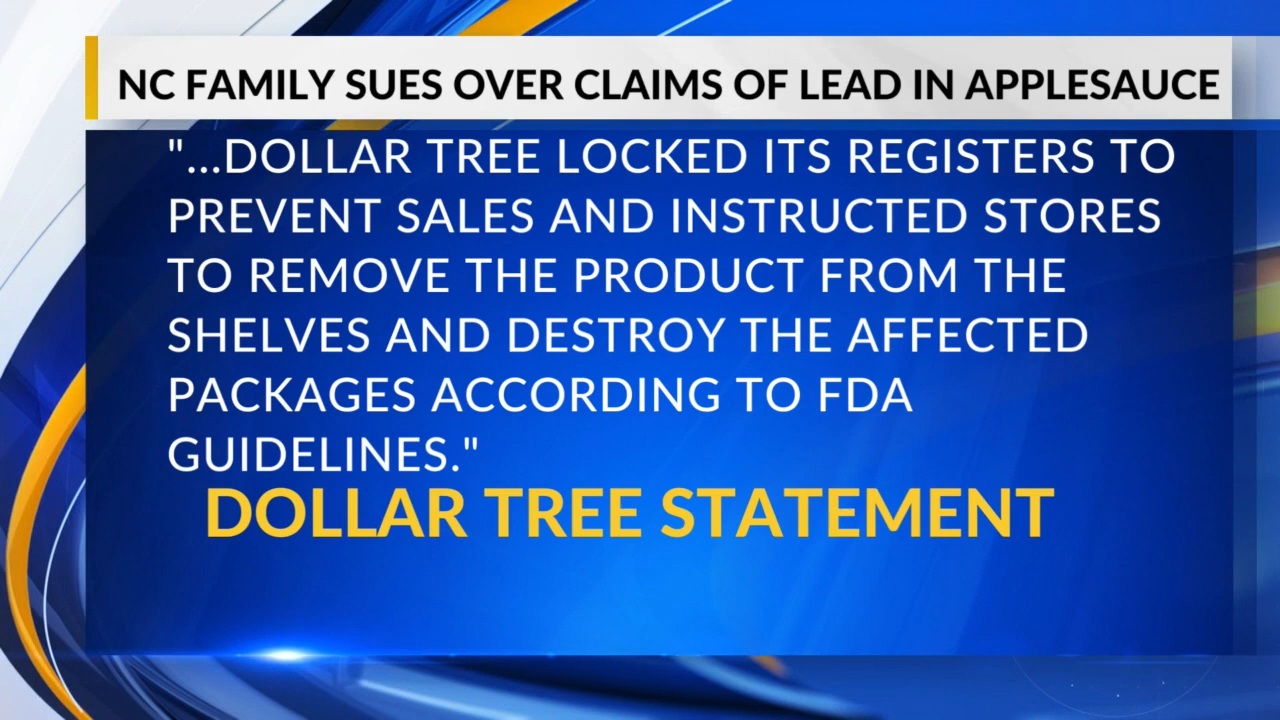 NC FAMILY SUES OVER CLAIMS OF LEAD IN APPLESAUCE
"...DOLLAR TREE LOCKED ITS REGISTERS TO
PREVENT SALES AND INSTRUCTED STORES
TO REMOVE THE PRODUCT FROM THE
SHELVES AND DESTROY THE AFFECTED
PACKAGES ACCORDING TO FDA
GUIDELINES."
DOLLAR TREE STATEMENT